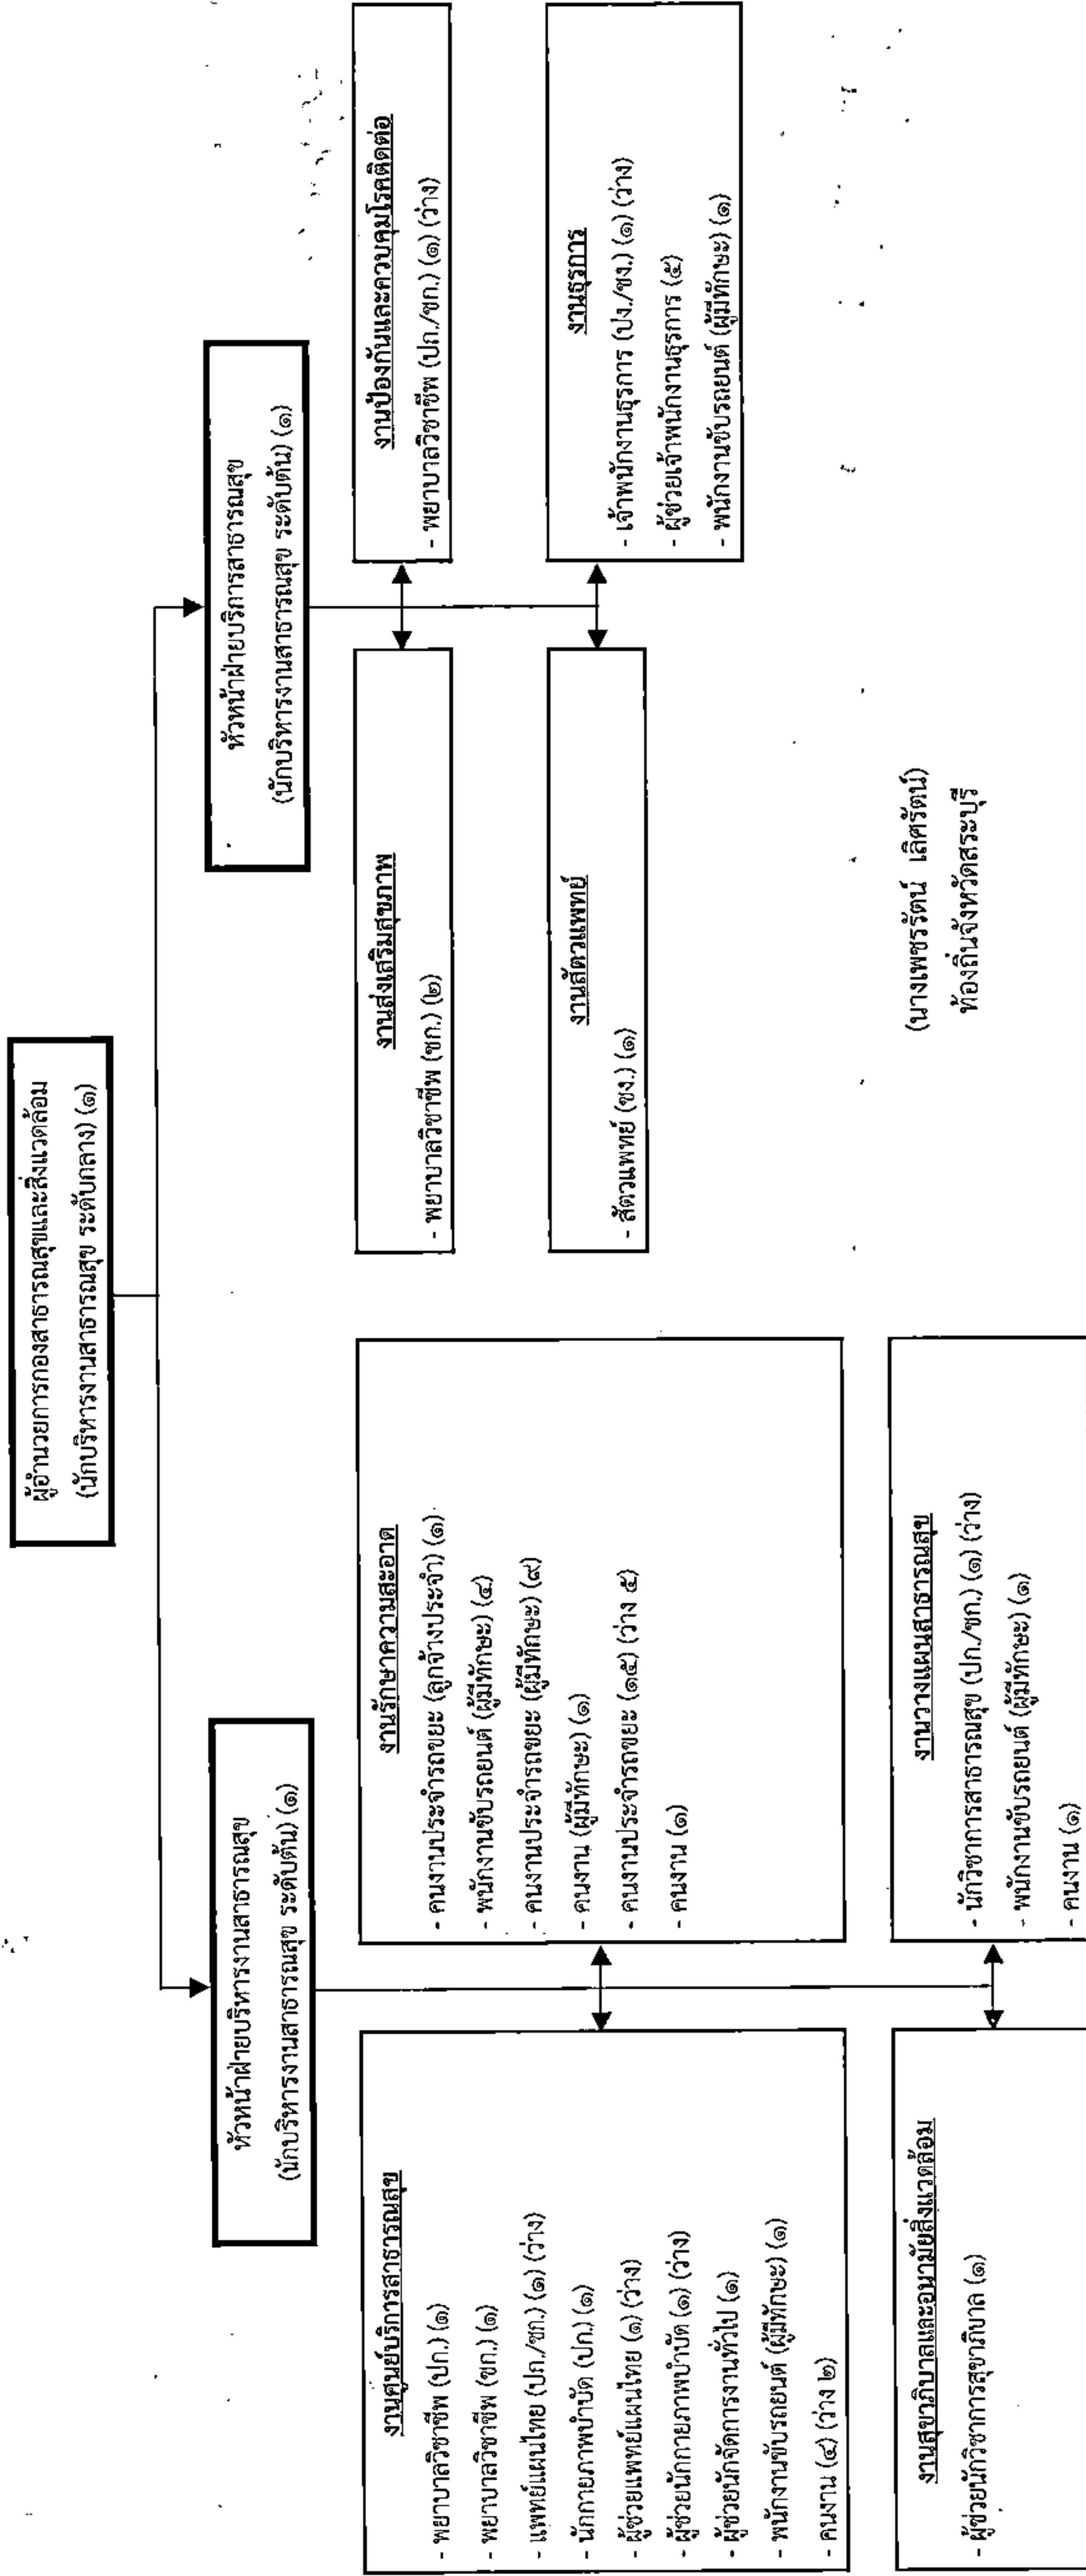 ผู้อำนวยการกองสาธารณสุขและสิ่งแวดล้อม
(นักบริหารงานสาธารณสุข ระดับกลาง) (๑)
หัวหน้าฝ่ายบริหารงานสาธารณสุข
(นักบริหารงานสาธารณสุข ระดับต้น) (๑)
หัวหน้าฝ่ายบริการสาธารณสุข
(นักบริหารงานสาธารณสุข ระดับต้น) (๑)
งานศูนย์บริการสาธารณสุข
- พยาบาลวิชาชีพ (ปก.) (๑)
- พยาบาลวิชาชีพ (ชก.) (๑)
- แพทย์แผนไทย (ปก./ชก.) (๑) (ว่าง)
- นักกายภาพบำบัด (ปก.) (๑)
- ผู้ช่วยแพทย์แผนไทย (๑) (ว่าง)
- ผู้ช่วยนักกายภาพบำบัด (๑) (ว่าง)
- ผู้ช่วยนักจัดการงานทั่วไป (๑)
- พนักงานขับรถยนต์ (ผู้มีทักษะ) (๑)
- คนงาน (๔) (ว่าง ๒)
งานรักษาความสะอาด
- คนงานประจำรถขยะ (ลูกจ้างประจำ) (๑)
- พนักงานขับรถยนต์ (ผู้มีทักษะ) (๔)
- คนงานประจำรถขยะ (ผู้มีทักษะ) (๙)
- คนงาน (ผู้มีทักษะ) (๑)
- คนงานประจำรถขยะ (๑๕) (ว่าง ๕)
- คนงาน (๑)
งานส่งเสริมสุขภาพ
- พยาบาลวิชาชีพ (ชก.) (๒)
งานป้องกันและควบคุมโรคติดต่อ
- พยาบาลวิชาชีพ (ปก./ชก.) (๑) (ว่าง)
งานสัตวแพทย์
- สัตวแพทย์ (ชง.) (๑)
งานธุรการ
- เจ้าพนักงานธุรการ (ปง./ชง.) (๑) (ว่าง)
- ผู้ช่วยเจ้าพนักงานธุรการ (๕)
- พนักงานขับรถยนต์ (ผู้มีทักษะ) (๑)
งานสุขาภิบาลและอนามัยสิ่งแวดล้อม
- ผู้ช่วยนักวิชาการสุขาภิบาล (๑)
งานวางแผนสาธารณสุข
- นักวิชาการสาธารณสุข (ปก./ชก.) (๑) (ว่าง)
- พนักงานขับรถยนต์ (ผู้มีทักษะ) (๑)
- คนงาน (๑)
(นางเพชรรัตน์ เลิศรัตน์)
ท้องถิ่นจังหวัดสระบุรี